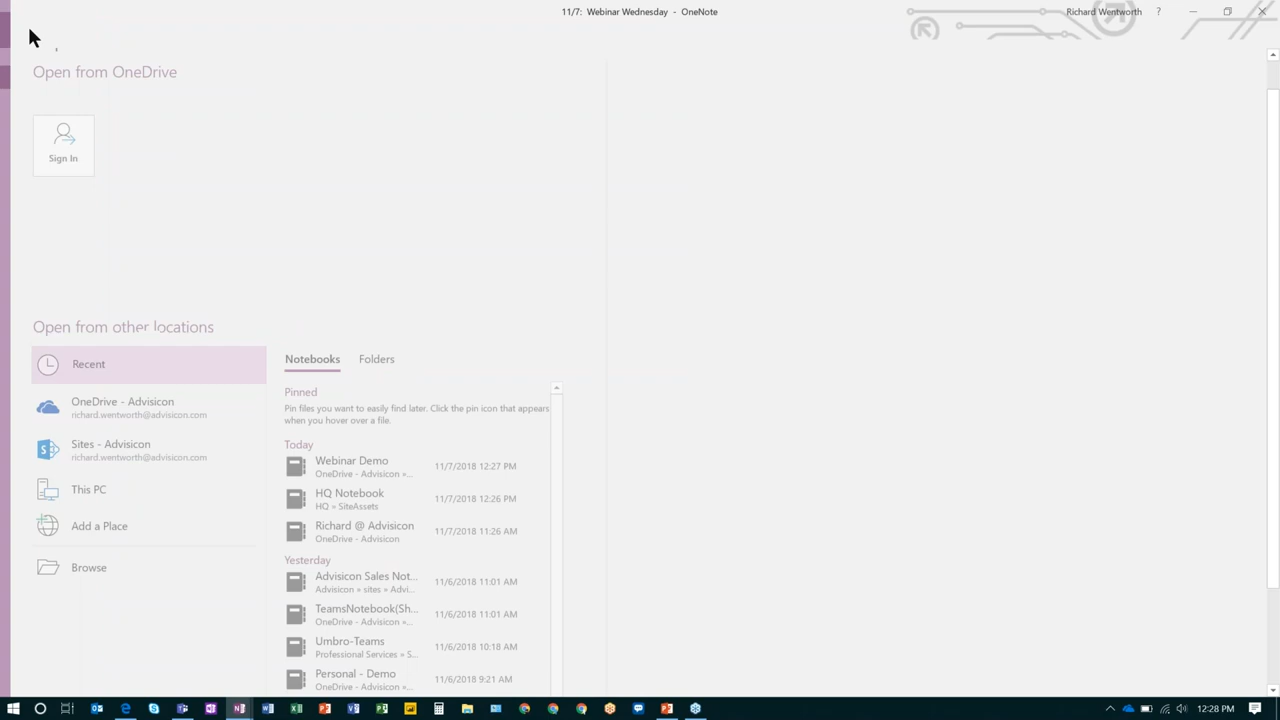 11/7: Webinar Wednesday - OneNote
Richard Wentworth
?
Open from OneDrive
Sign In
Open from other locations
Recent
OneDrive - Advisicon
richard.wentworth@advisicon.com
Sites - Advisicon
richard.wentworth@advisicon.com
This PC
Add a Place
Browse
Notebooks Folders
Pinned
Pin files you want to easily find later. Click the pin icon that appears
when you hover over a file.
Today
Webinar Demo 11/7/2018 12:27 PM
OneDrive - Advisicon »...
HQ Notebook 11/7/2018 12:26 PM
HQ » SiteAssets
Richard @ Advisicon 11/7/2018 11:26 AM
OneDrive - Advisicon
Yesterday
Advisicon Sales Not... 11/6/2018 11:01 AM
Advisicon » sites » Advi...
TeamsNotebook(Sh... 11/6/2018 11:01 AM
OneDrive - Advisicon »...
Umbro-Teams 11/6/2018 10:18 AM
Professional Services » S...
Personal - Demo 11/6/2018 9:21 AM
OneDrive - Advisicon »...
12:28 PM